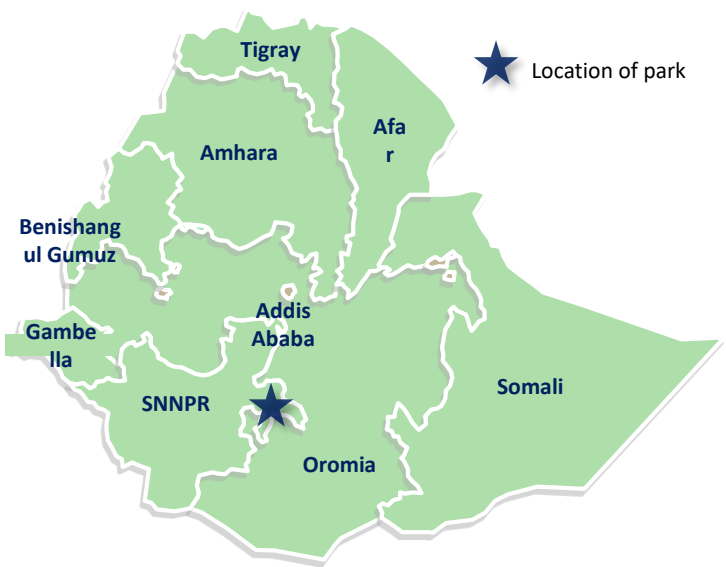 Tigray
Location of park
Afa
r
Amhara
Benishang
ul Gumuz
Addis
Ababa
Gambe
lla
Somali
SNNPR
Oromia